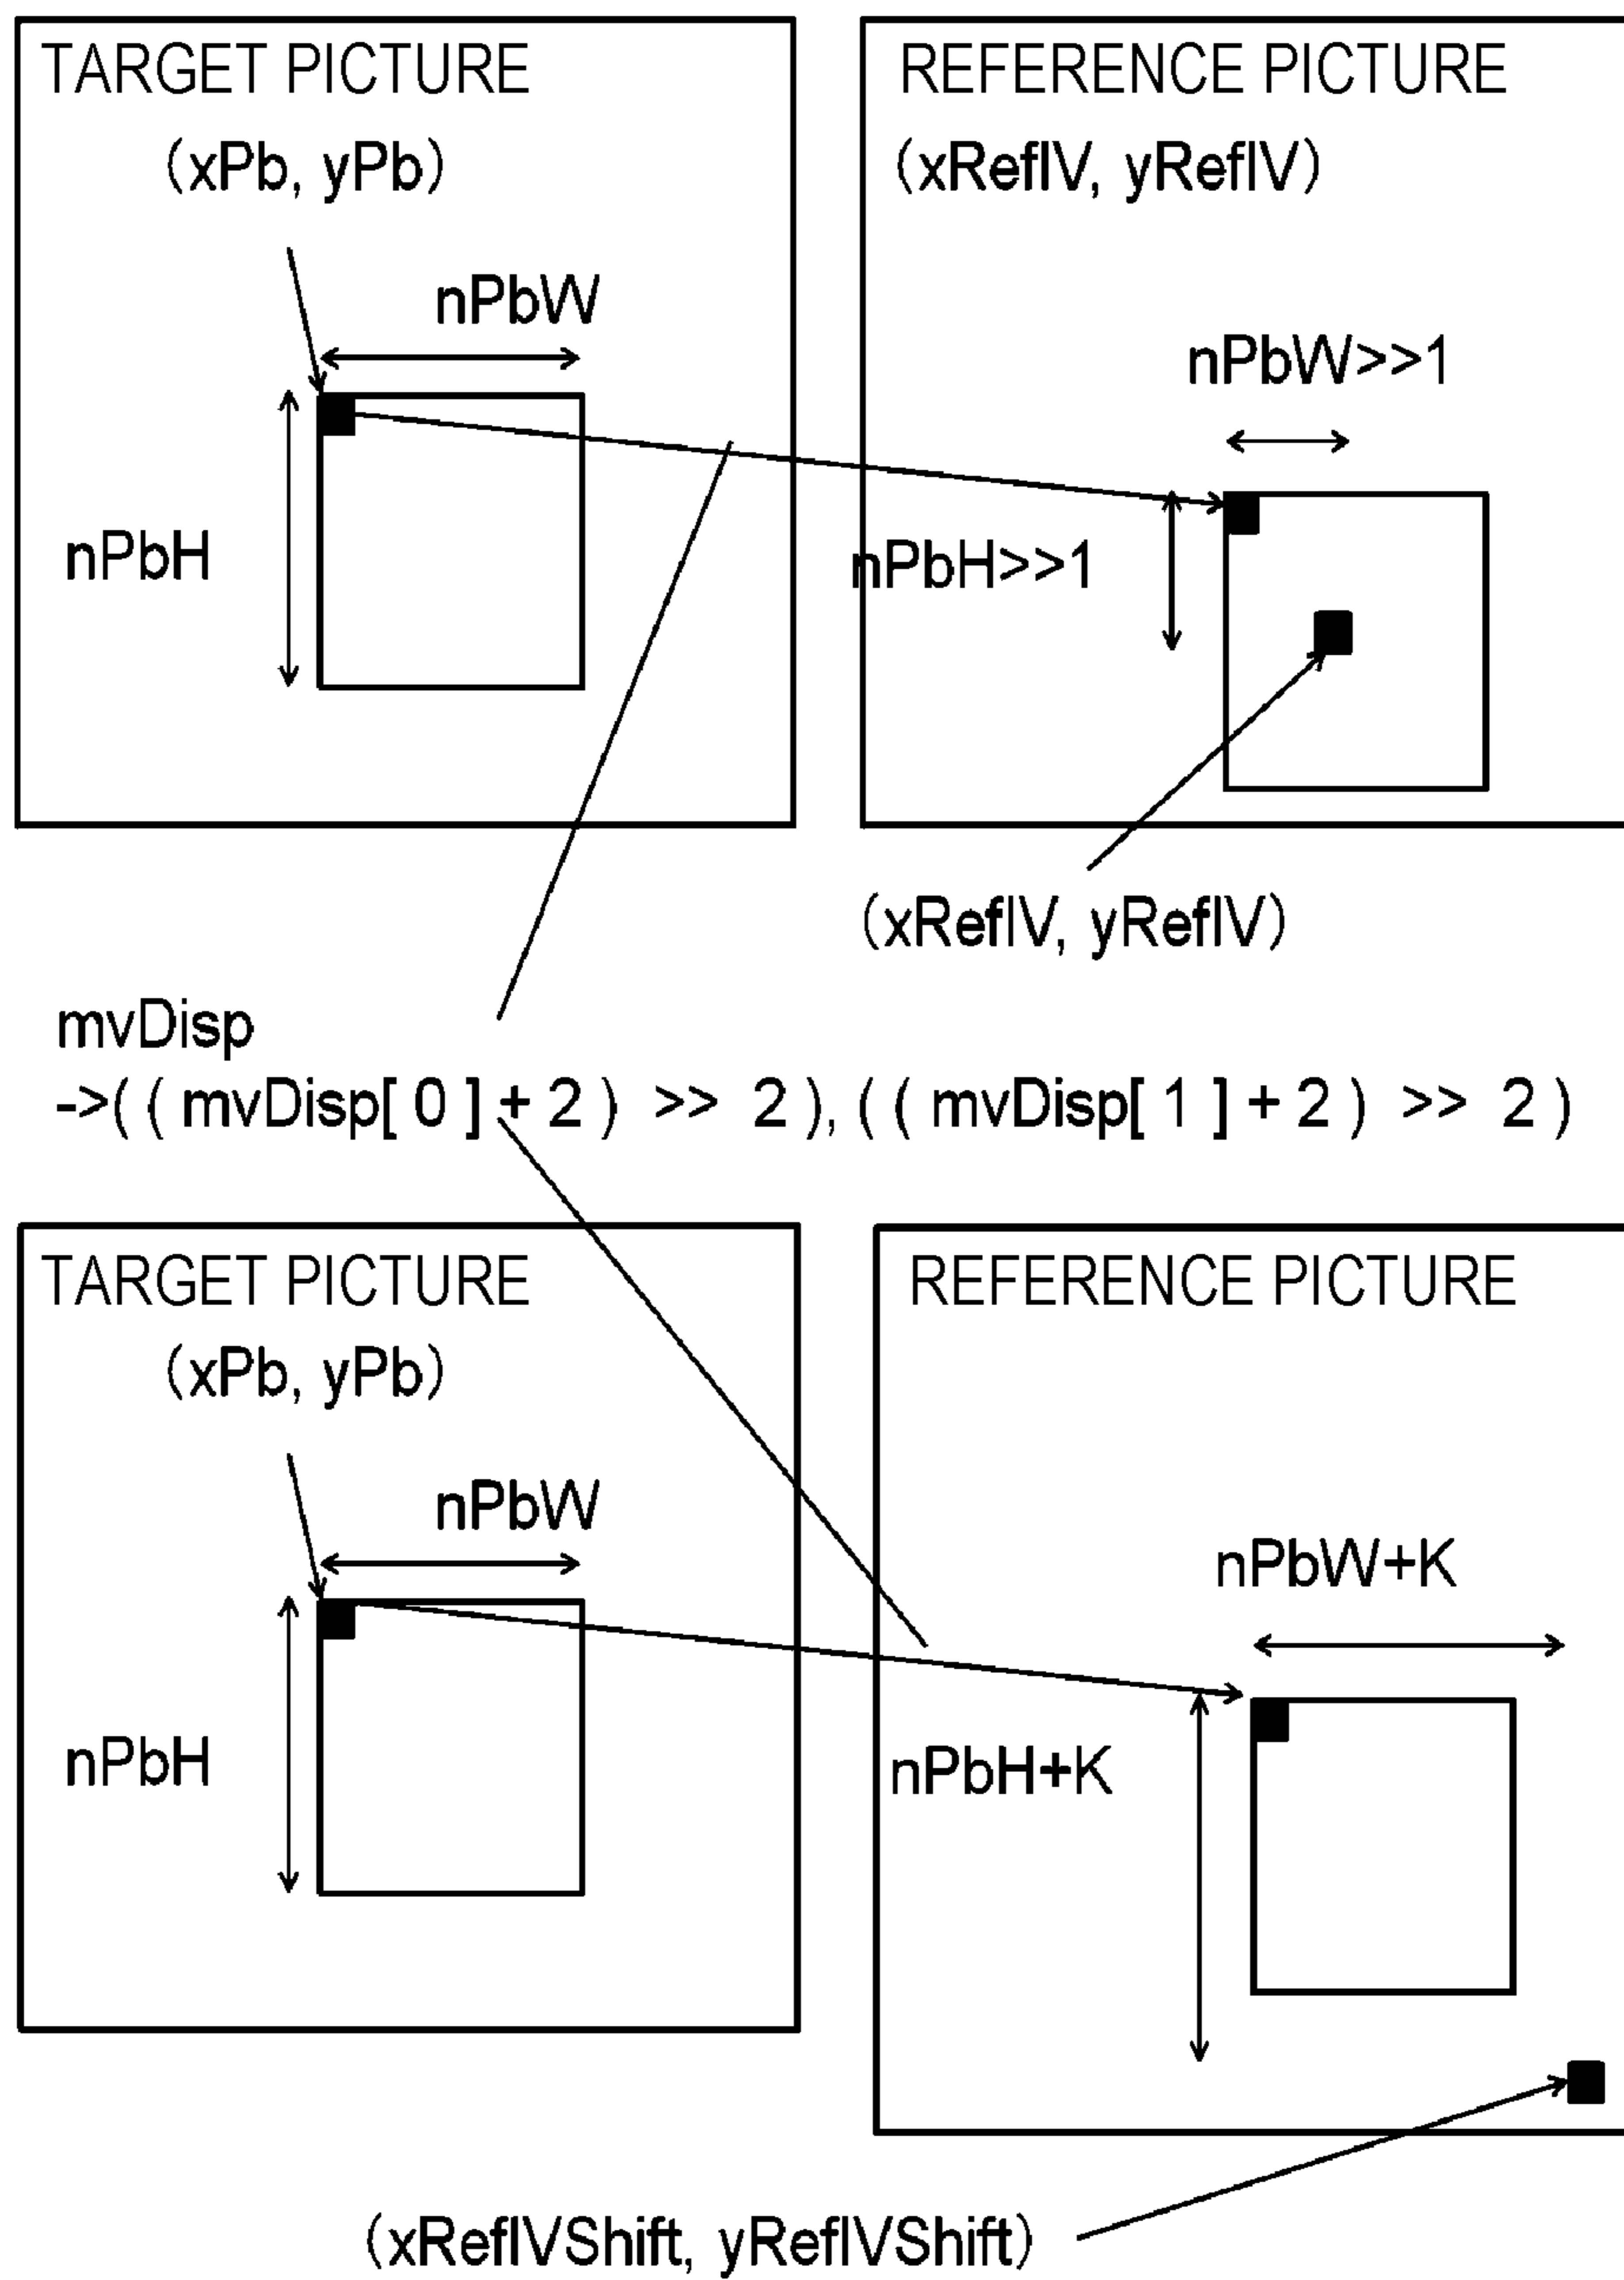 TARGET PICTURE
(xPb, yPb)
nPbW
nPbH
REFERENCE PICTURE
(xRefIV, yRefIV)
nPbW>>1
nPbH>>1
(xRefIV, yRefIV)
mvDisp
->( ( mvDisp[ 0 ] + 2 ) >> 2 ), ( ( mvDisp[ 1 ] + 2 ) >> 2 )
TARGET PICTURE
(xPb, yPb)
nPbW
nPbH
REFERENCE PICTURE
nPbW+K
nPbH+K
(xRefIVShift, yRefIVShift)